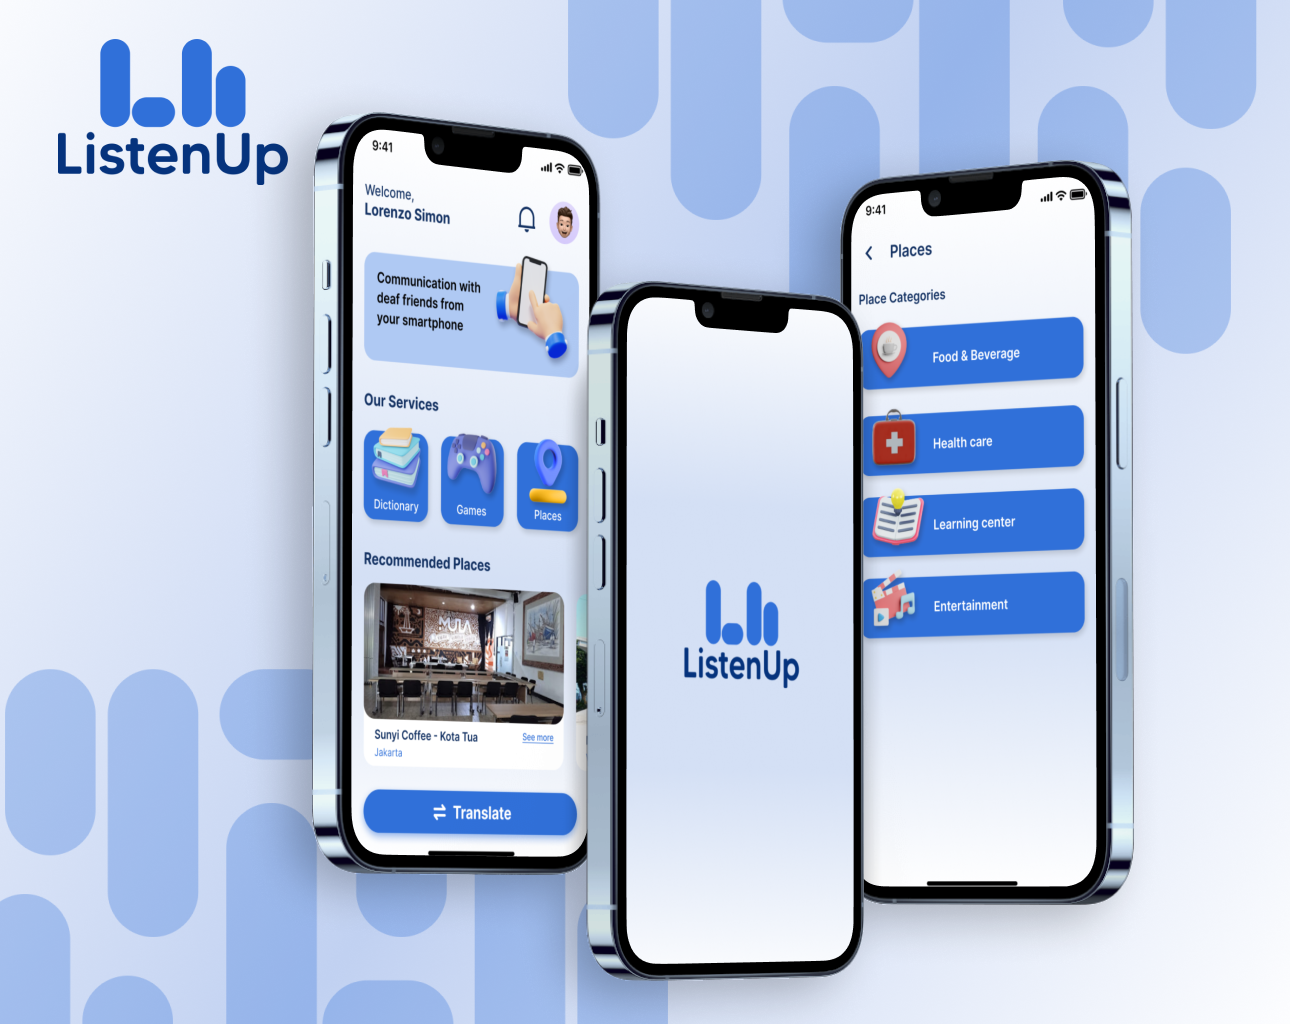 ListenUp
9:41
Welcome,
Lorenzo Simon
Communication with
deaf friends from
your smartphone
Our Services
Dictionary
Games
Places
Recommended Places
MULA
Sunyi Coffee - Kota Tua
See more
Jakarta
Translate
ListenUp
9:41
Places
Place Categories
Food & Beverage
Health care
Learning center
Entertainment